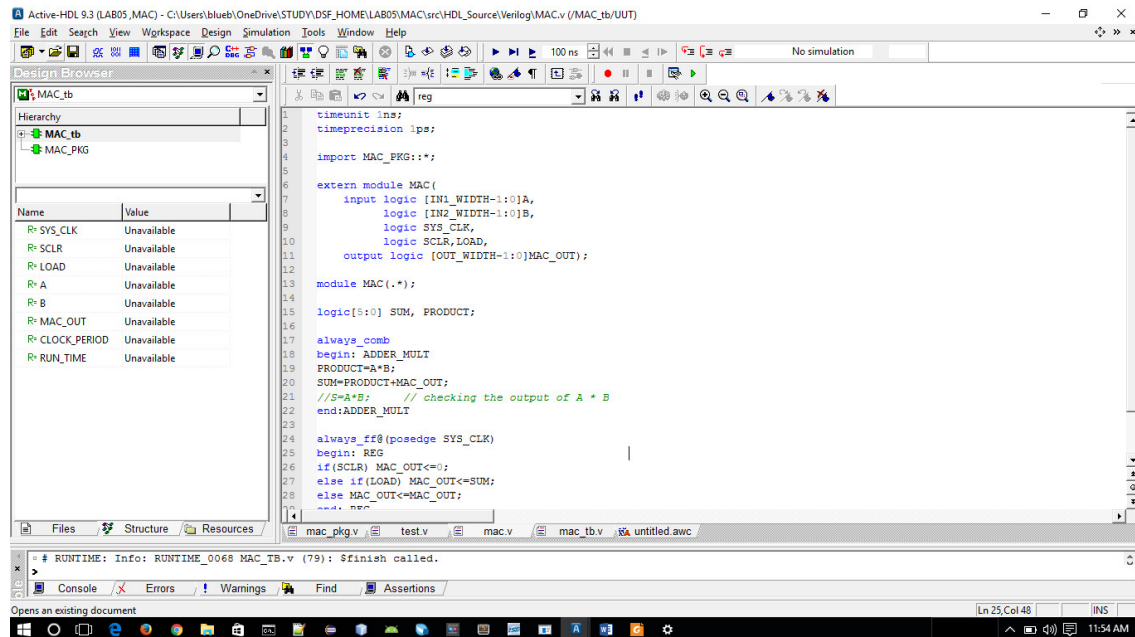 Active-HDL 9.3 (LAB05 ,MAC) - C:\Users\blueb\OneDrive\STUDY\DSF_HOME\LAB05\MAC\src\HDL_Source\Verilog\MAC.v (/MAC_tb/UUT)
File Edit Search View Workspace Design Simulation Tools Window Help
100 ns No simulation
Design Browser
MAC_tb
reg
Hierarchy
MAC_tb
MAC_PKG
Name Value
SYS_CLK Unavailable
SCLR Unavailable
LOAD Unavailable
A Unavailable
B Unavailable
MAC_OUT Unavailable
CLOCK_PERIOD Unavailable
RUN_TIME Unavailable
Files Structure Resources
1 timeunit 1ns;
2 timeprecision 1ps;
3
4 import MAC_PKG::*;
5
6 extern module MAC(
7 input logic [IN1_WIDTH-1:0]A,
8 logic [IN2_WIDTH-1:0]B,
9 logic SYS_CLK,
10 logic SCLR,LOAD,
11 output logic [OUT_WIDTH-1:0]MAC_OUT);
12
13 module MAC(.*);
14
15 logic[5:0] SUM, PRODUCT;
16
17 always_comb
18 begin: ADDER_MULT
19 PRODUCT=A*B;
20 SUM=PRODUCT+MAC_OUT;
21 //S=A*B; // checking the output of A * B
22 end:ADDER_MULT
23
24 always_ff@(posedge SYS_CLK)
25 begin: REG
26 if(SCLR) MAC_OUT<=0;
27 else if(LOAD) MAC_OUT<=SUM;
28 else MAC_OUT<=MAC_OUT;
29 end: REG
mac_pkg.v test.v mac.v mac_tb.v untitled.awc
# RUNTIME: Info: RUNTIME_0068 MAC_TB.v (79): $finish called.
>
Console Errors Warnings Find Assertions
Opens an existing document Ln 25,Col 48 INS
11:54 AM